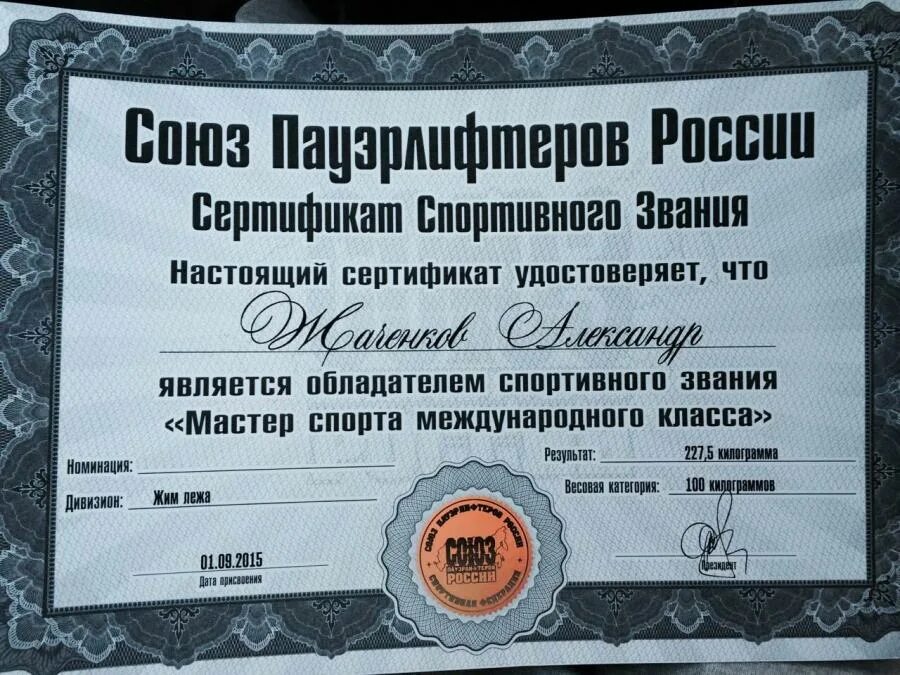 Союз Пауэрлифтеров России
Сертификат Спортивного Звания
Настоящий сертификат удостоверяет, что
Жаченков Александр
является обладателем спортивного звания
«Мастер спорта международного класса»
Номинация:
Дивизион: Жим лежа
Результат: 227,5 килограмма
Весовая категория: 100 килограммов
01.09.2015
Дата присвоения
СОЮЗ ПАУЭРЛИФТЕРОВ РОССИИ
СОЮЗ
ПАУЭРЛИФТЕРОВ
РОССИИ
СПОРТИВНАЯ ФЕДЕРАЦИЯ
Президент